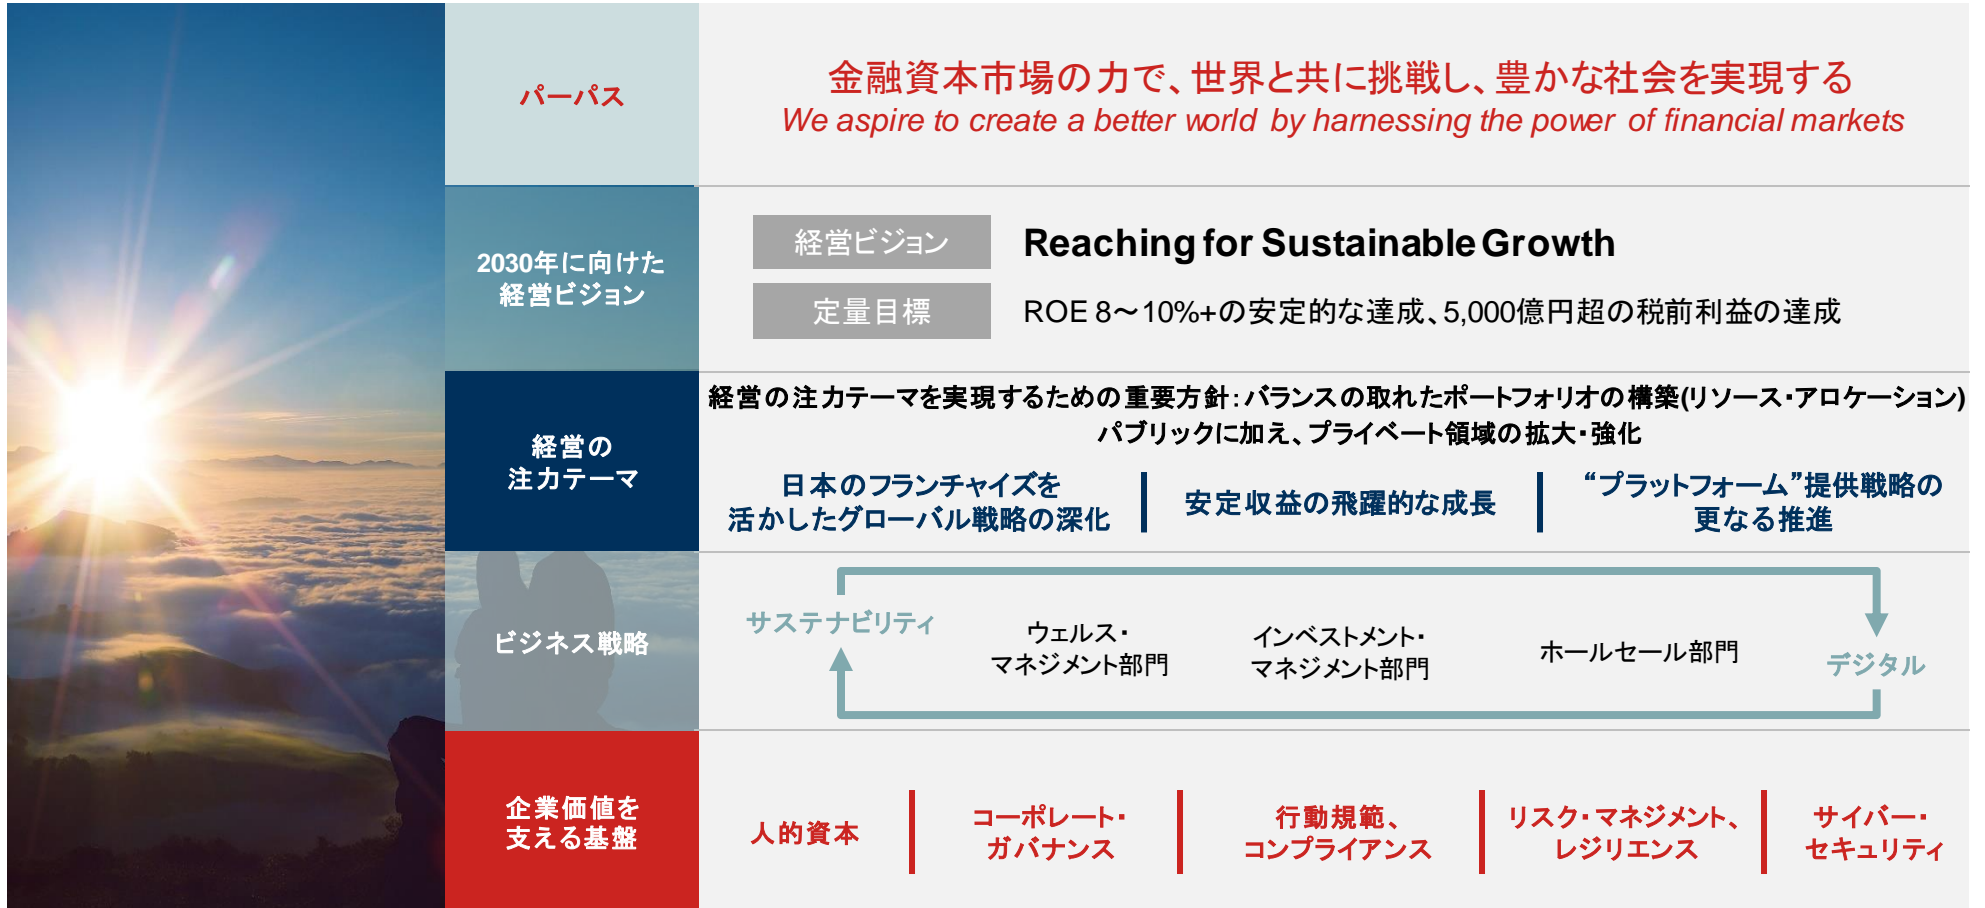 パーパス
金融資本市場の力で、世界と共に挑戦し、豊かな社会を実現する
We aspire to create a better world by harnessing the power of financial markets
2030年に向けた
経営ビジョン
経営ビジョン
Reaching for Sustainable Growth
定量目標
ROE 8～10%+の安定的な達成、5,000億円超の税前利益の達成
経営の
注力テーマ
経営の注力テーマを実現するための重要方針：バランスの取れたポートフォリオの構築(リソース・アロケーション)
パブリックに加え、プライベート領域の拡大・強化
日本のフランチャイズを
活かしたグローバル戦略の深化
安定収益の飛躍的な成長
“プラットフォーム”提供戦略の
更なる推進
ビジネス戦略
サステナビリティ
ウェルス・
マネジメント部門
インベストメント・
マネジメント部門
ホールセール部門
デジタル
企業価値を
支える基盤
人的資本
コーポレート・
ガバナンス
行動規範、
コンプライアンス
リスク・マネジメント、
レジリエンス
サイバー・
セキュリティ